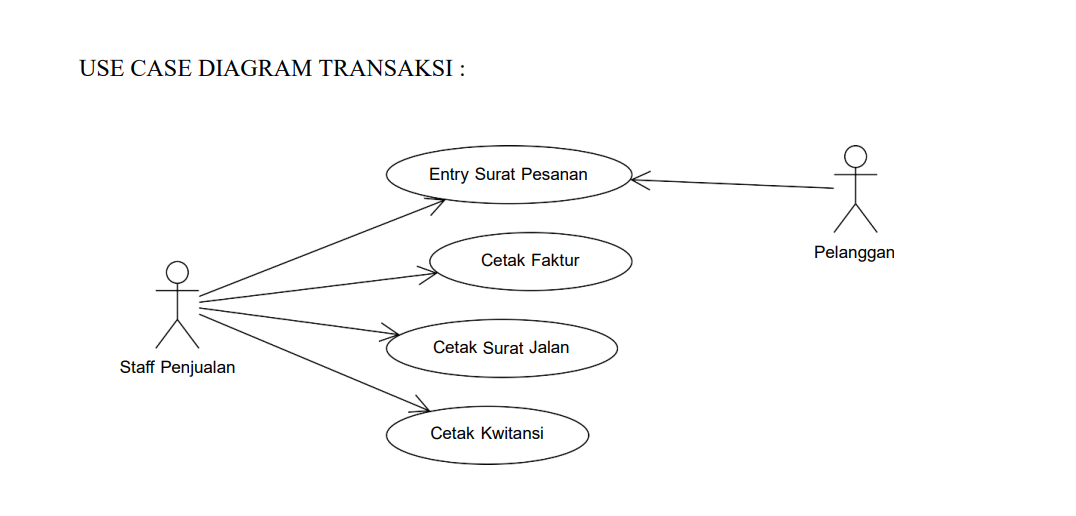 USE CASE DIAGRAM TRANSAKSI :
Entry Surat Pesanan
Pelanggan
Cetak Faktur
Staff Penjualan
Cetak Surat Jalan
Cetak Kwitansi